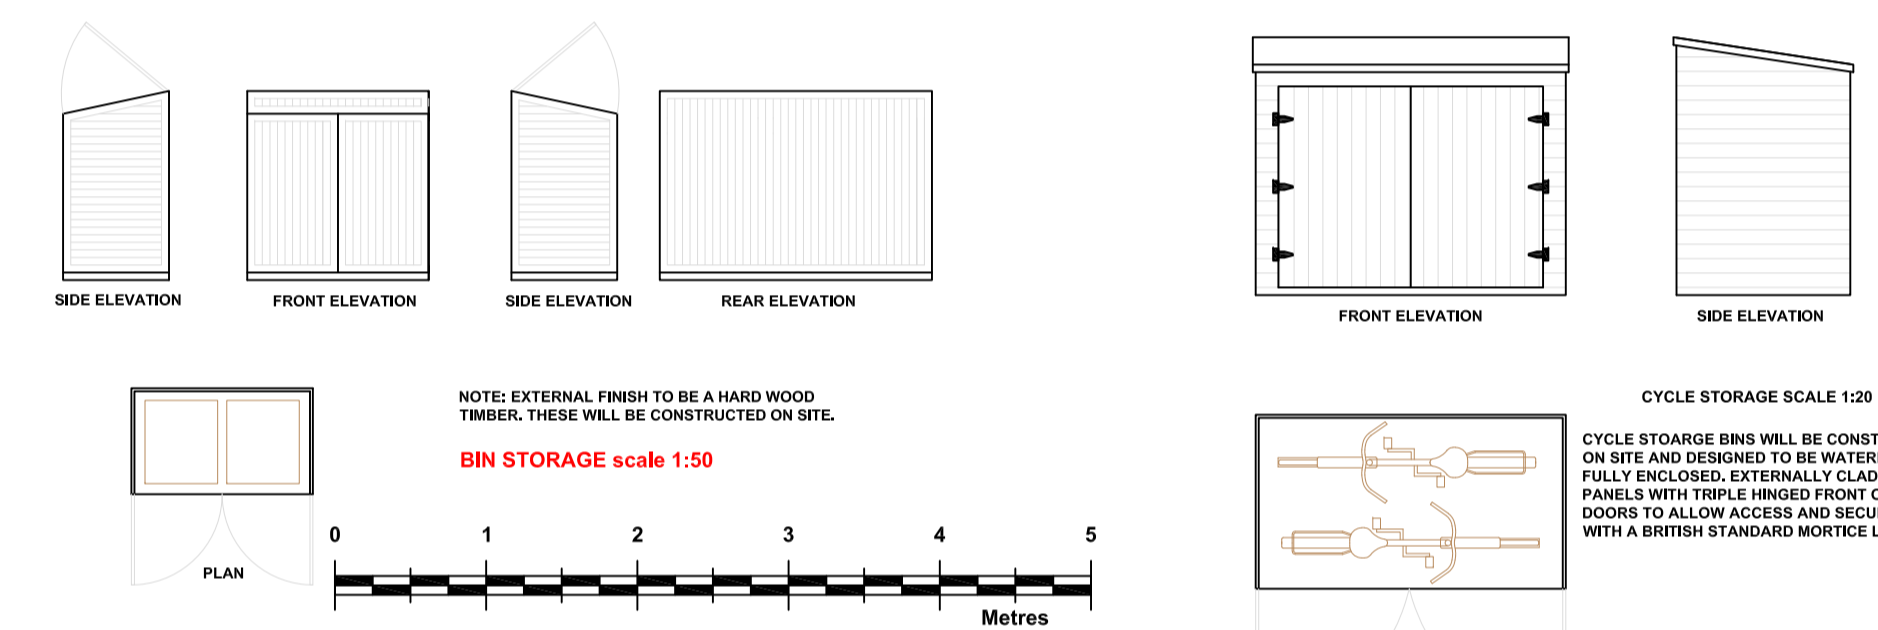 SIDE ELEVATION
FRONT ELEVATION
SIDE ELEVATION
REAR ELEVATION
FRONT ELEVATION
SIDE ELEVATION
NOTE: EXTERNAL FINISH TO BE A HARD WOOD
TIMBER. THESE WILL BE CONSTRUCTED ON SITE.
BIN STORAGE scale 1:50
PLAN
0 1 2 3 4 5
Metres
CYCLE STORAGE SCALE 1:20
CYCLE STOARGE BINS WILL BE CONST
ON SITE AND DESIGNED TO BE WATER
FULLY ENCLOSED. EXTERNALLY CLAD
PANELS WITH TRIPLE HINGED FRONT
DOORS TO ALLOW ACCESS AND SECU
WITH A BRITISH STANDARD MORTICE